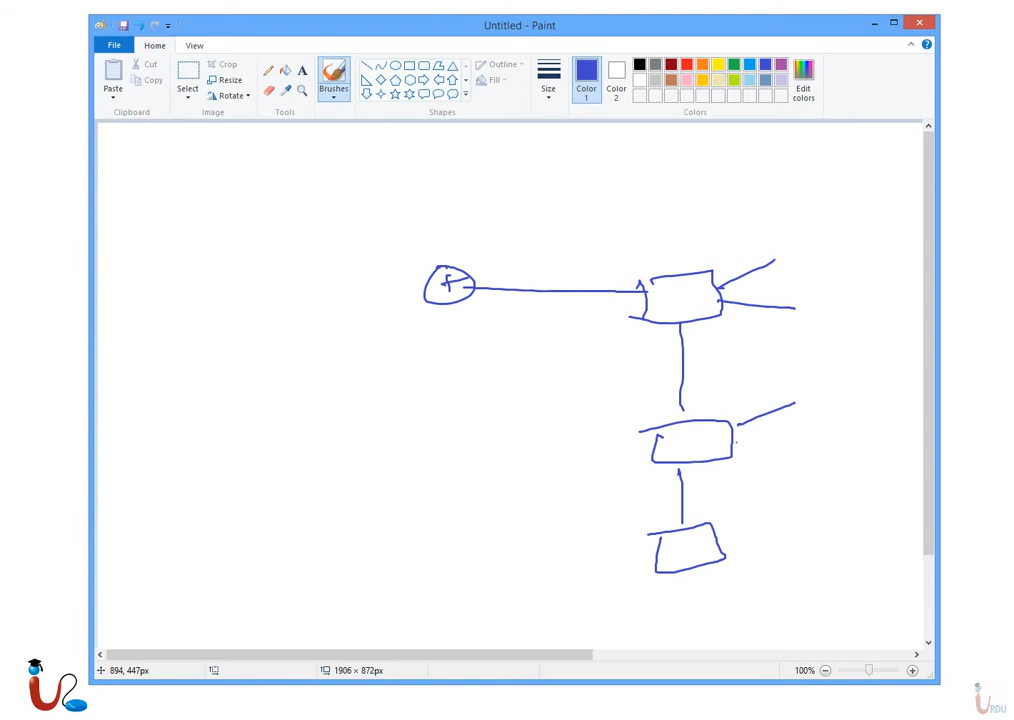 Untitled - Paint
File Home View
Paste
Cut
Copy
Clipboard
Select
Crop
Resize
Rotate
Image
A
Tools
Brushes
Outline
Fill
Shapes
Size
Color 1
Color 2
Edit colors
Colors
894, 447px
1906 × 872px
100%
URDU